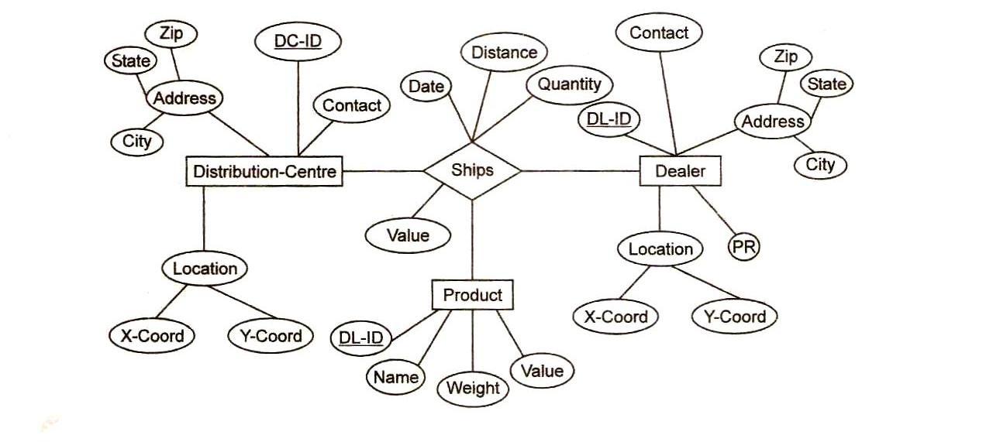 Zip
DC-ID
Contact
State
Distance
Zip
Date
Quantity
State
Address
Contact
DL-ID
Address
City
City
Distribution-Centre
Ships
Dealer
Value
Location
Location
PR
Product
X-Coord
Y-Coord
DL-ID
X-Coord
Y-Coord
Name
Weight
Value